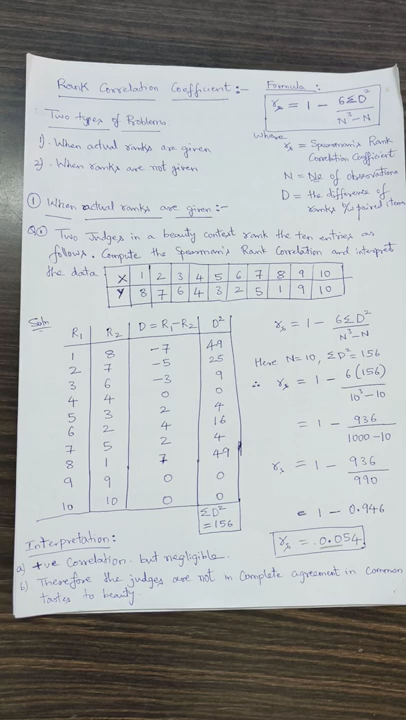 Rank Correlation Coefficient :-
Formula :
r_s = 1 - 6ΣD² / N³-N
Two types of Problems
1). When actual ranks are given
2). When ranks are not given
where
r_s = Spearman's Rank
Correlation Coefficient
N = No of observations
D = the difference of
ranks b/w paired item
① When actual ranks are given :-
Q① Two Judges in a beauty contest rank the ten entries as
follows. Compute the Spearman's Rank Correlation and interpret
the data
X 1 2 3 4 5 6 7 8 9 10
Y 8 7 6 4 3 2 5 1 9 10
Soln:
R₁ R₂ D = R₁-R₂ D²
1 8 -7 49
2 7 -5 25
3 6 -3 9
4 4 0 0
5 3 2 4
6 2 4 16
7 5 2 4
8 1 7 49
9 9 0 0
10 10 0 0
ΣD²
= 156
r_s = 1 - 6ΣD² / N³-N
Here N=10, ΣD²=156
∴ r_s = 1 - 6(156) / 10³-10
= 1 - 936 / 1000-10
r_s = 1 - 936 / 990
= 1 - 0.946
r_s = 0.054
Interpretation:
a) +ve Correlation but negligible.
b) Therefore the judges are not in Complete agreement in common
tastes to beauty.